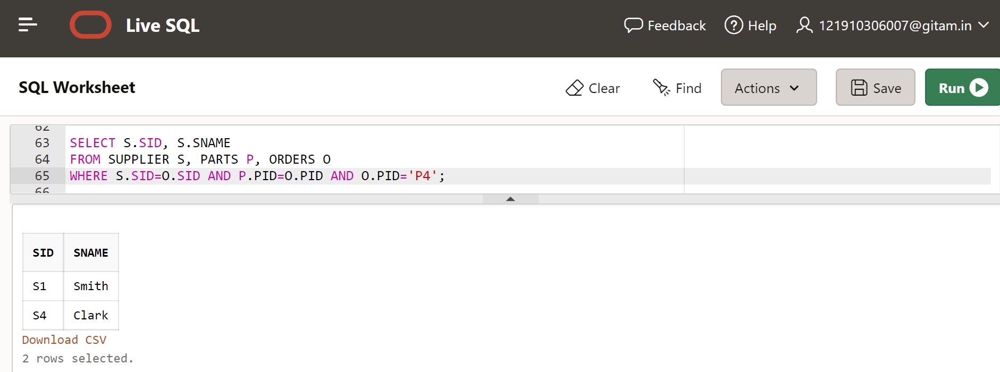 Live SQL
Feedback
Help
121910306007@gitam.in
SQL Worksheet
Clear
Find
Actions
Save
Run
62
63 SELECT S.SID, S.SNAME
64 FROM SUPPLIER S, PARTS P, ORDERS O
65 WHERE S.SID=O.SID AND P.PID=O.PID AND O.PID='P4';
66
SID SNAME
S1 Smith
S4 Clark
Download CSV
2 rows selected.